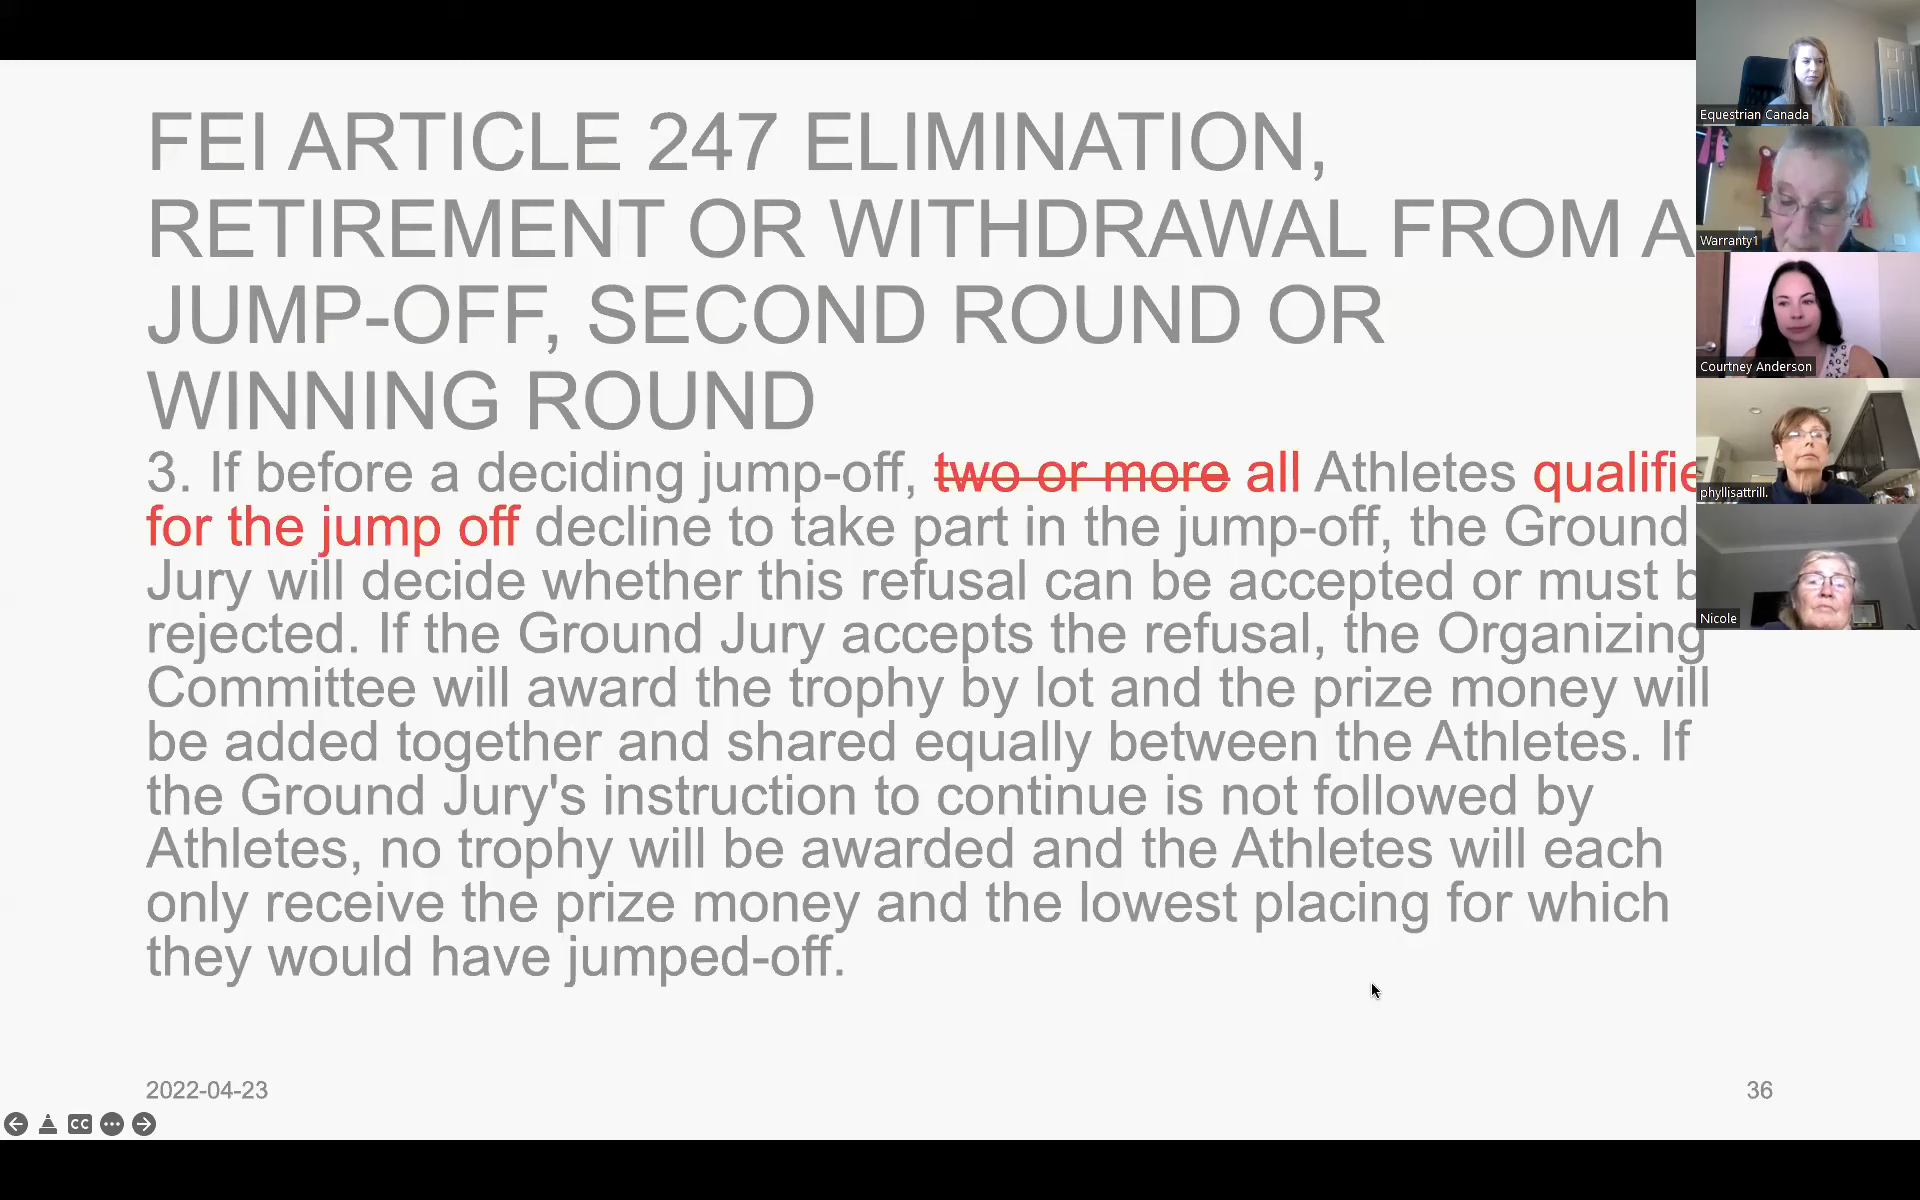 FEI ARTICLE 247 ELIMINATION,
RETIREMENT OR WITHDRAWAL FROM A
JUMP-OFF, SECOND ROUND OR
WINNING ROUND
3. If before a deciding jump-off, two or more all Athletes qualifie
for the jump off decline to take part in the jump-off, the Ground
Jury will decide whether this refusal can be accepted or must b
rejected. If the Ground Jury accepts the refusal, the Organizing
Committee will award the trophy by lot and the prize money will
be added together and shared equally between the Athletes. If
the Ground Jury's instruction to continue is not followed by
Athletes, no trophy will be awarded and the Athletes will each
only receive the prize money and the lowest placing for which
they would have jumped-off.
2022-04-23
36
CC
Equestrian Canada
Warranty1
Courtney Anderson
phyllisattrill.
Nicole